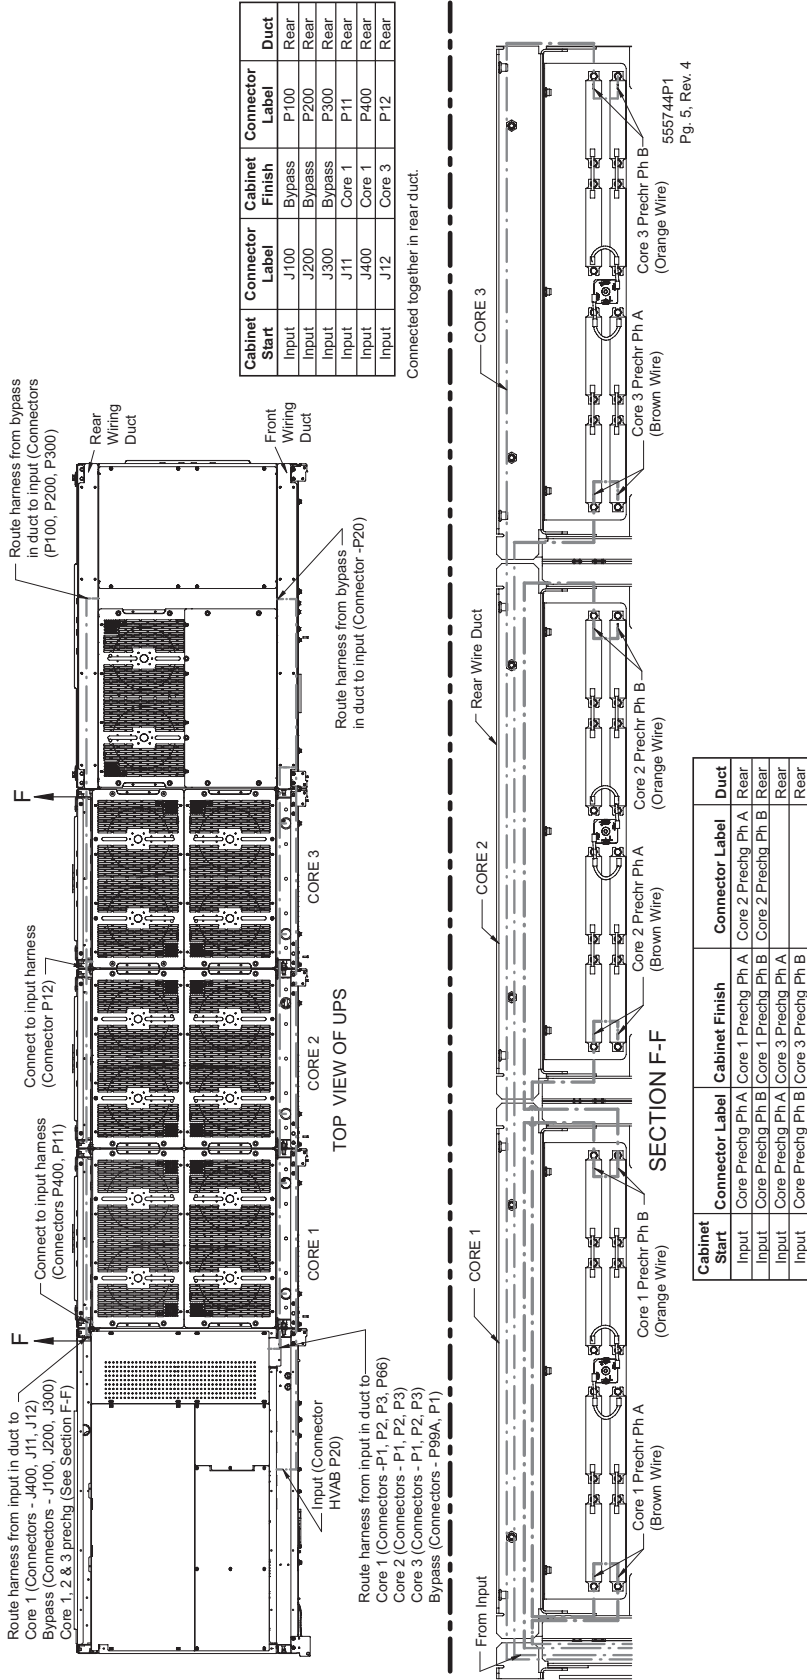 Route harness from input in duct to
Core 1 (Connectors - J400, J11, J12)
Bypass (Connectors - J100, J200, J300)
Core 1, 2 & 3 prechg (See Section F-F)
F
Connect to input harness
(Connectors P400, P11)
Connect to input harness
(Connector P12)
F
Route harness from bypass
in duct to input (Connectors
(P100, P200, P300)
Rear
Wiring
Duct
Front
Wiring
Duct
CORE 1
CORE 2
CORE 3
TOP VIEW OF UPS
Input (Connector
HVAB P20)
Route harness from input in duct to
Core 1 (Connectors -P1, P2, P3, P66)
Core 2 (Connectors - P1, P2, P3)
Core 3 (Connectors - P1, P2, P3)
Bypass (Connectors - P99A, P1)
Route harness from bypass
in duct to input (Connector -P20)
Cabinet Start Connector Label Cabinet Finish Connector Label Duct
Input J100 Bypass P100 Rear
Input J200 Bypass P200 Rear
Input J300 Bypass P300 Rear
Input J11 Core 1 P11 Rear
Input J400 Core 1 P400 Rear
Input J12 Core 3 P12 Rear
Connected together in rear duct.
From Input
CORE 1
CORE 2
Rear Wire Duct
CORE 3
Core 1 Prechr Ph A
(Brown Wire)
Core 1 Prechr Ph B
(Orange Wire)
Core 2 Prechr Ph A
(Brown Wire)
Core 2 Prechr Ph B
(Orange Wire)
Core 3 Prechr Ph A
(Brown Wire)
Core 3 Prechr Ph B
(Orange Wire)
SECTION F-F
555744P1
Pg. 5, Rev. 4
Cabinet Start Connector Label Cabinet Finish Connector Label Duct
Input Core Prechg Ph A Core 1 Prechg Ph A Core 2 Prechg Ph A Rear
Input Core Prechg Ph B Core 1 Prechg Ph B Core 2 Prechg Ph B Rear
Input Core Prechg Ph A Core 3 Prechg Ph A Rear
Input Core Prechg Ph B Core 3 Prechg Ph B Rear